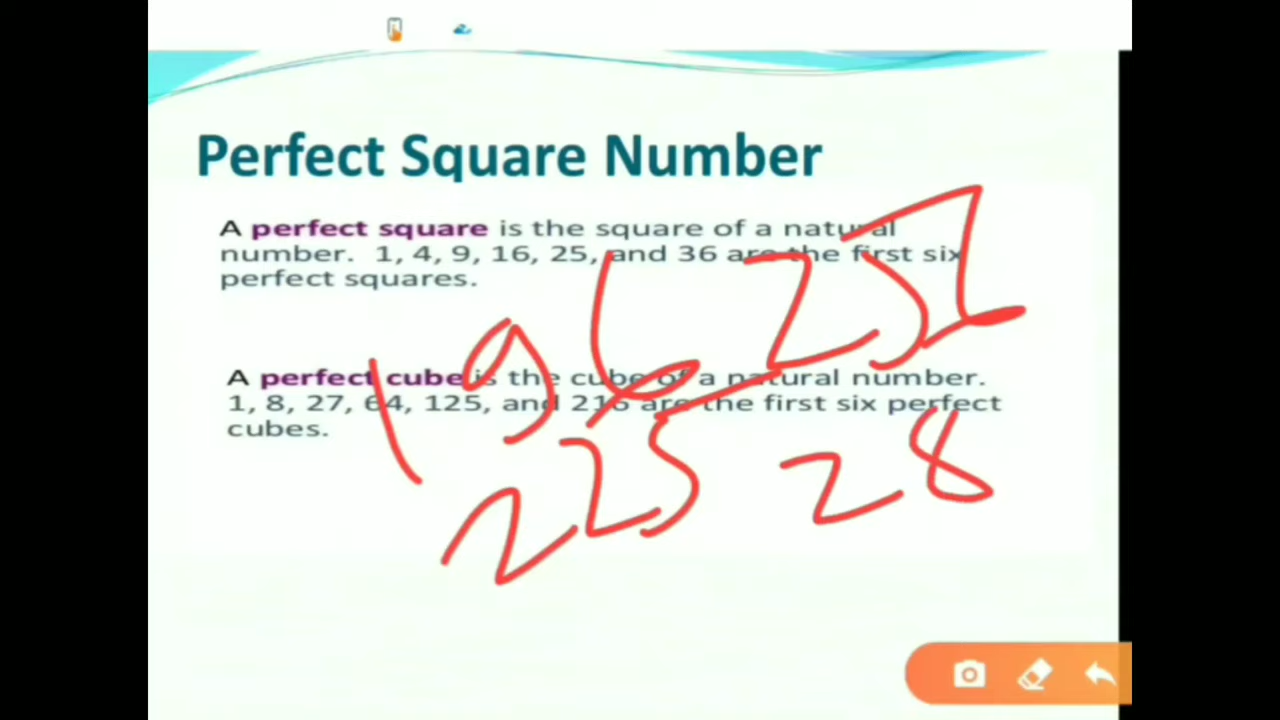 Perfect Square Number
A perfect square is the square of a natural
number. 1, 4, 9, 16, 25, and 36 are the first six
perfect squares.
A perfect cube is the cube of a natural number.
1, 8, 27, 64, 125, and 216 are the first six perfect
cubes.
196
225
28